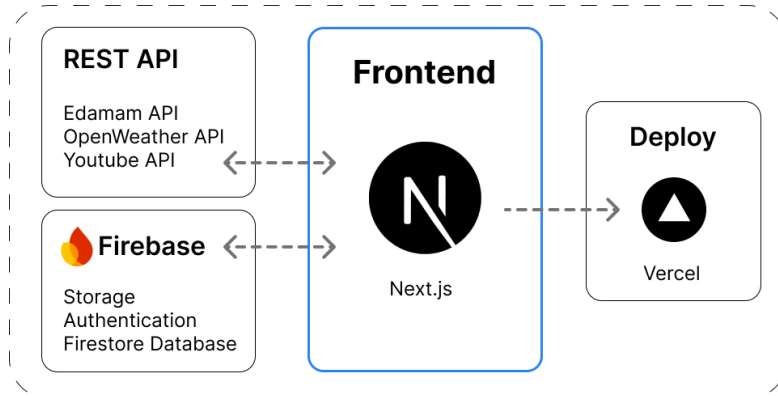 REST API
Edamam API
OpenWeather API
Youtube API
Firebase
Storage
Authentication
Firestore Database
Frontend
N
Next.js
Deploy
Vercel